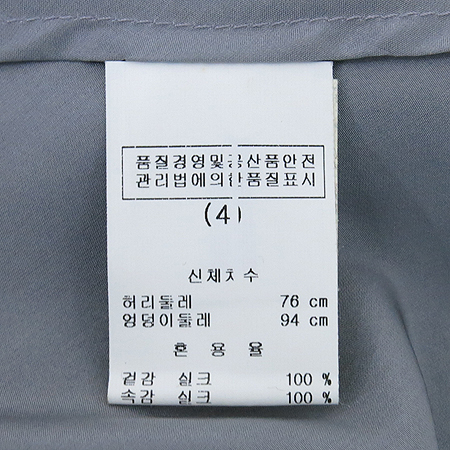 품질경영및공산품안전
관리법에의한품질표시
(4)
신체치수
허리둘레 76 cm
엉덩이둘레 94 cm
혼 용 율
겉감 실크 100 %
속감 실크 100 %